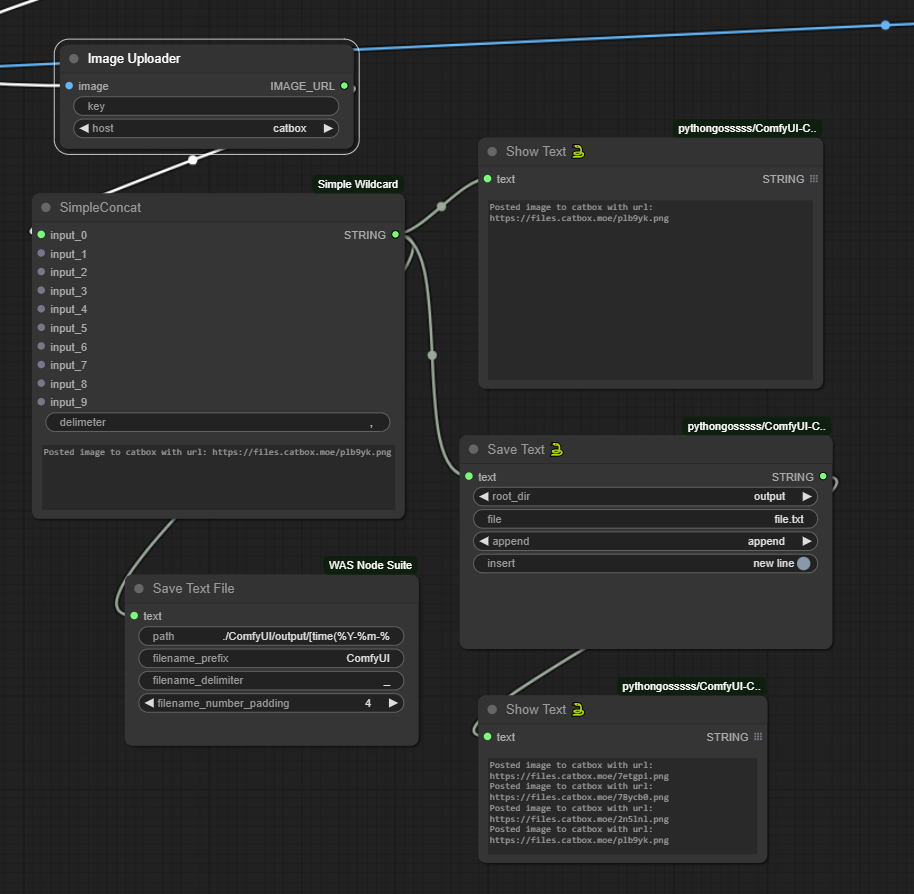 Image Uploader
image IMAGE_URL
key
host catbox
Simple Wildcard
SimpleConcat
input_0 STRING
input_1
input_2
input_3
input_4
input_5
input_6
input_7
input_8
input_9
delimeter ,
Posted image to catbox with url: https://files.catbox.moe/plb9yk.png
WAS Node Suite
Save Text File
text
path ./ComfyUI/output/[time(%Y-%m-%
filename_prefix ComfyUI
filename_delimiter _
filename_number_padding 4
pythongosssss/ComfyUI-C..
Show Text
text STRING
Posted image to catbox with url:
https://files.catbox.moe/plb9yk.png
pythongosssss/ComfyUI-C..
Save Text
text STRING
root_dir output
file file.txt
append append
insert new line
pythongosssss/ComfyUI-C..
Show Text
text STRING
Posted image to catbox with url:
https://files.catbox.moe/7etgpi.png
Posted image to catbox with url:
https://files.catbox.moe/78ycb0.png
Posted image to catbox with url:
https://files.catbox.moe/2n5lnl.png
Posted image to catbox with url:
https://files.catbox.moe/plb9yk.png